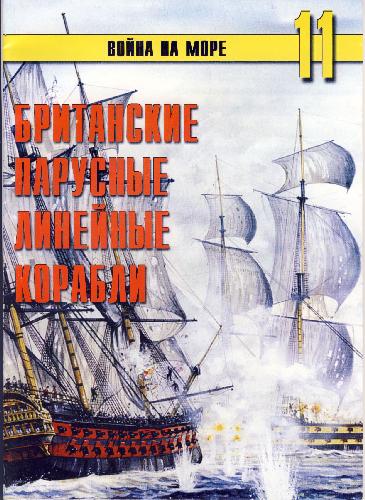 ВОЙНА НА МОРЕ
11
БРИТАНСКИЕ
ПАРУСНЫЕ
ЛИНЕЙНЫЕ
КОРАБЛИ